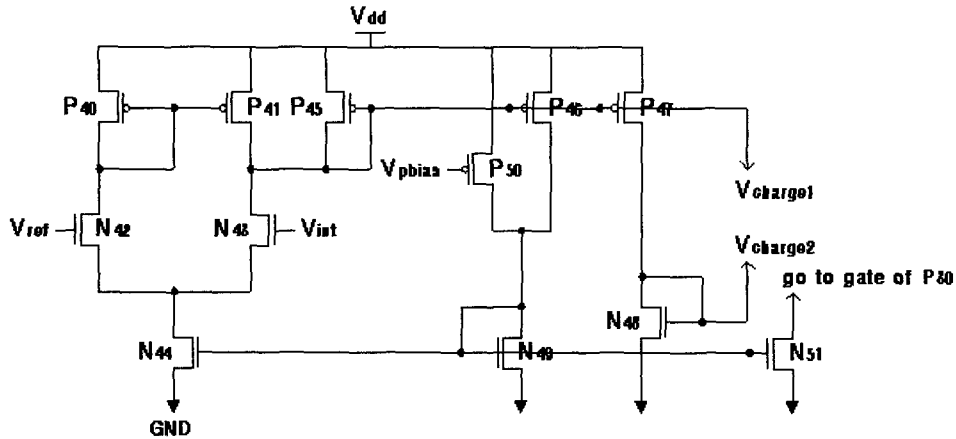 Vdd
P40
P41
P45
P46
P47
Vpbias
P50
Vcharge1
Vref
N42
N43
Vint
Vcharge2
go to gate of P80
N48
N44
N49
N51
GND